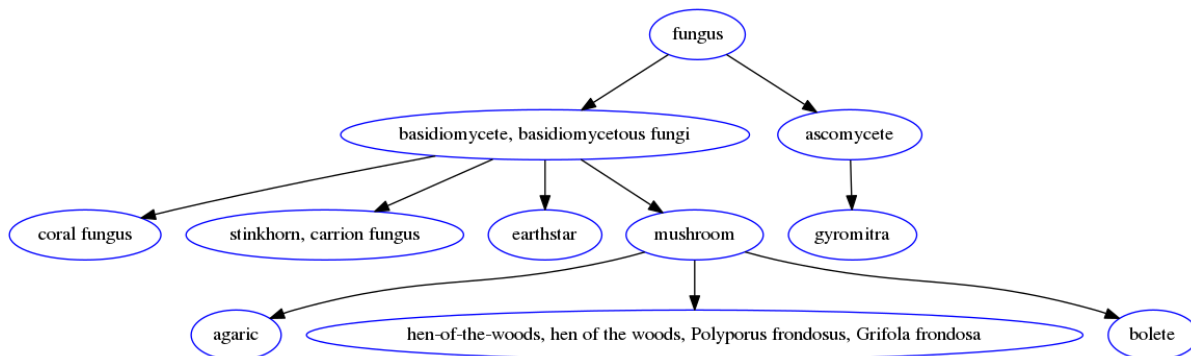 fungus
basidiomycete, basidiomycetous fungi
ascomycete
coral fungus
stinkhorn, carrion fungus
earthstar
mushroom
gyromitra
agaric
hen-of-the-woods, hen of the woods, Polyporus frondosus, Grifola frondosa
bolete